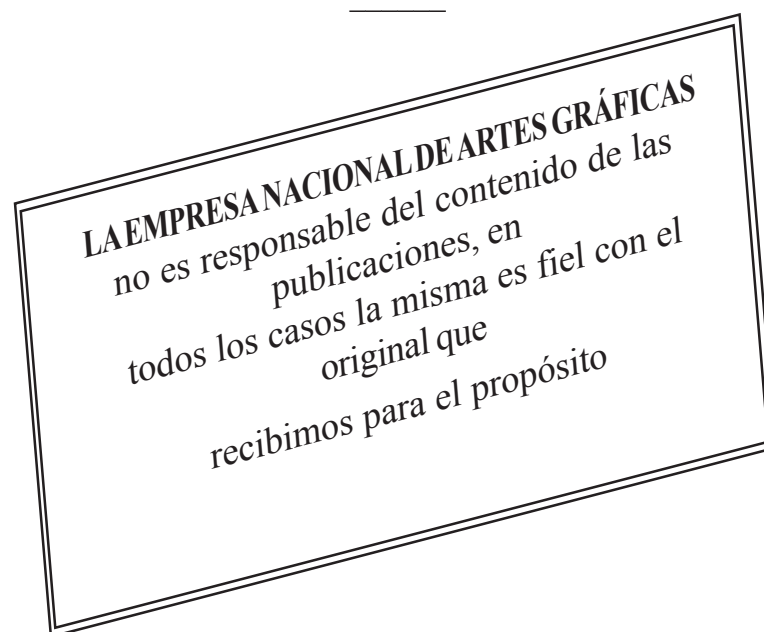 LA EMPRESA NACIONAL DE ARTES GRÁFICAS
no es responsable del contenido de las
publicaciones, en
todos los casos la misma es fiel con el
original que
recibimos para el propósito